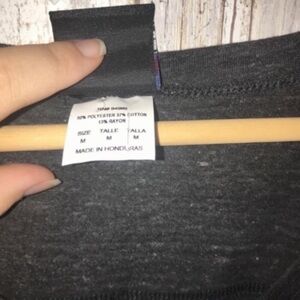 50% POLYESTER 37% COTTON
13% RAYON
SIZE TALLE TALLA
M M M
MADE IN HONDURAS